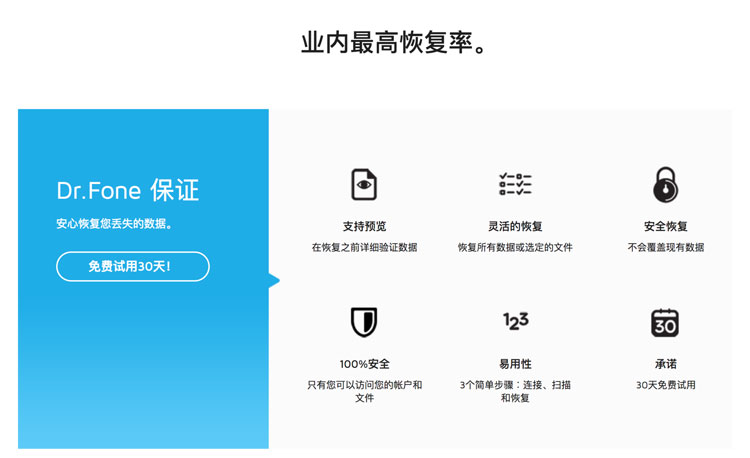 业内最高恢复率。
Dr.Fone 保证
安心恢复您丢失的数据。
免费试用30天!
支持预览
在恢复之前详细验证数据
灵活的恢复
恢复所有数据或选定的文件
安全恢复
不会覆盖现有数据
100%安全
只有您可以访问您的帐户和
文件
123
易用性
3个简单步骤：连接、扫描
和恢复
30
承诺
30天免费试用